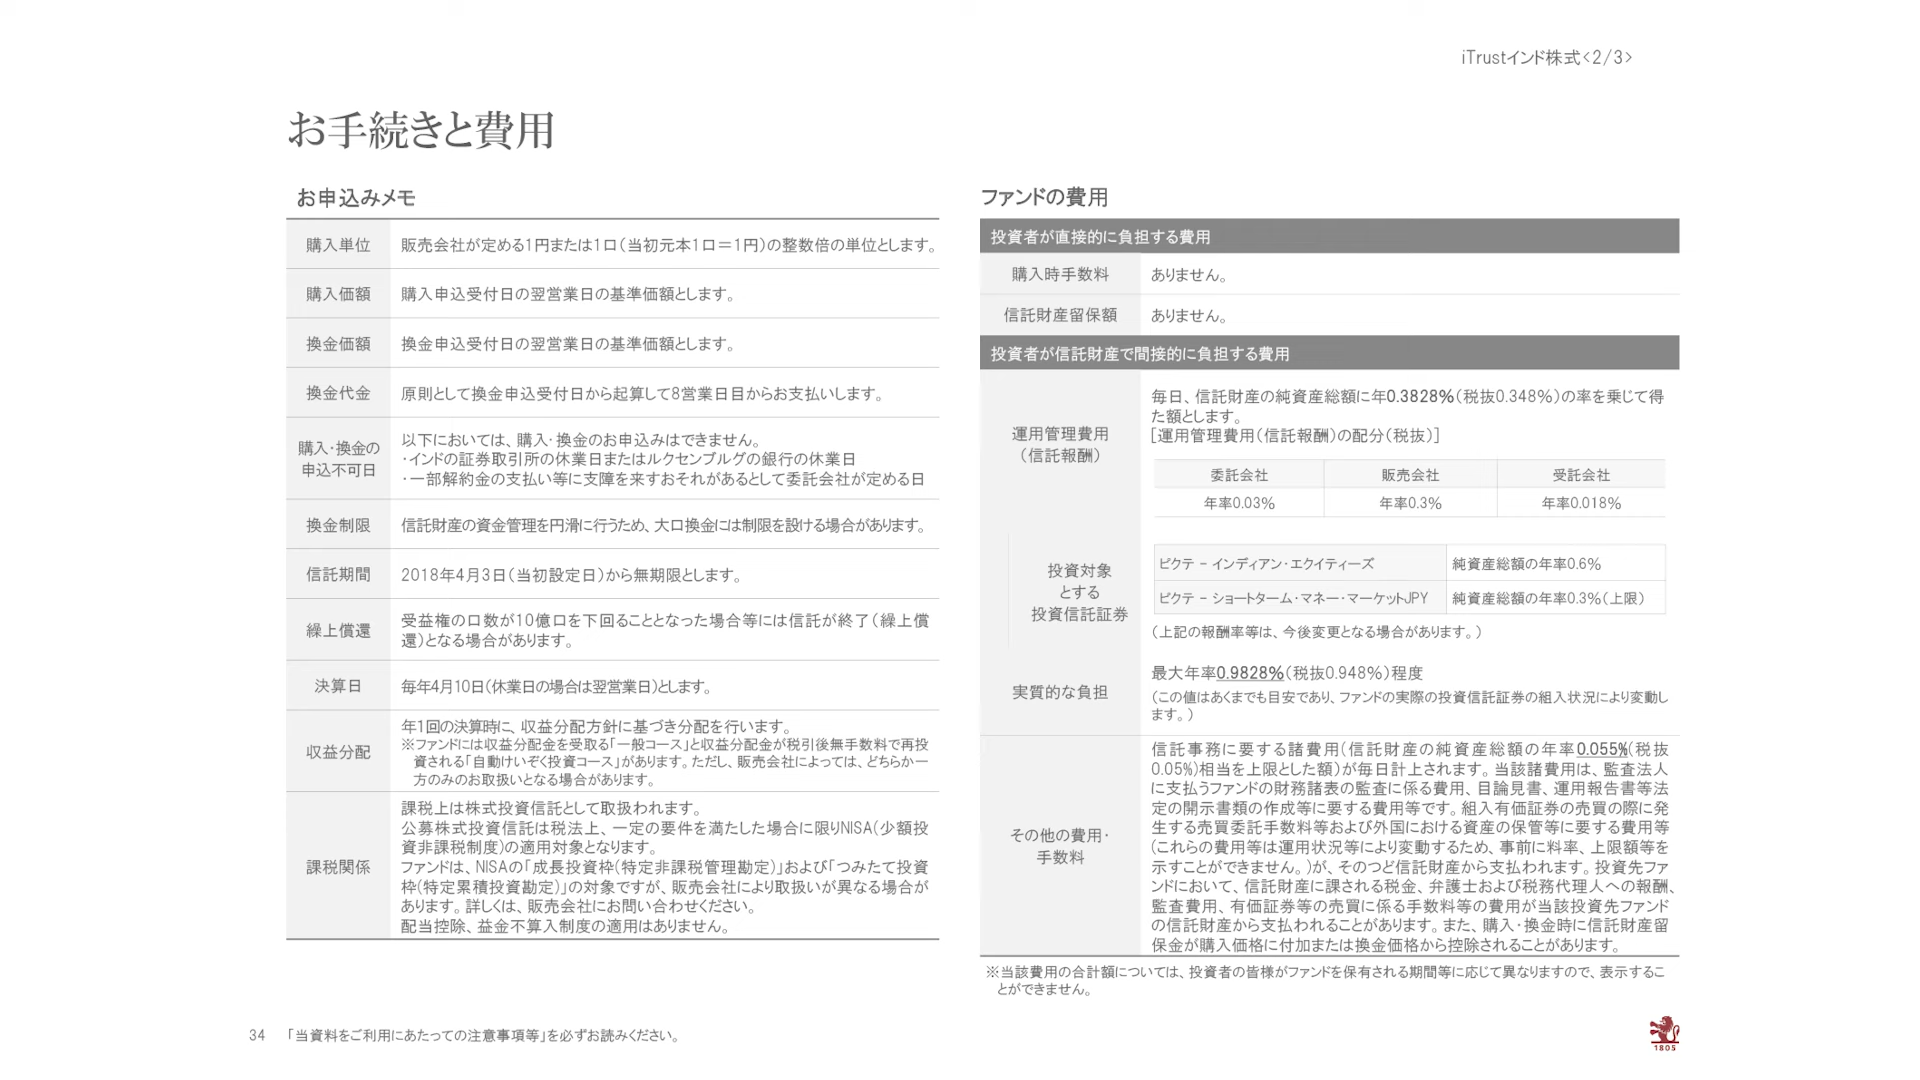 iTrustインド株式<2/3>
お手続きと費用
お申込みメモ
購入単位
販売会社が定める1円または1口(当初元本1口=1円)の整数倍の単位とします。
購入価額
購入申込受付日の翌営業日の基準価額とします。
換金価額
換金申込受付日の翌営業日の基準価額とします。
換金代金
原則として換金申込受付日から起算して8営業日目からお支払いします。
購入・換金の
申込不可日
以下においては、購入・換金のお申込みはできません。
・インドの証券取引所の休業日またはルクセンブルグの銀行の休業日
・一部解約金の支払い等に支障を来すおそれがあるとして委託会社が定める日
換金制限
信託財産の資金管理を円滑に行うため、大口換金には制限を設ける場合があります。
信託期間
2018年4月3日(当初設定日)から無期限とします。
繰上償還
受益権の口数が10億口を下回ることとなった場合等には信託が終了(繰上償
還)となる場合があります。
決算日
毎年4月10日(休業日の場合は翌営業日)とします。
収益分配
年1回の決算時に、収益分配方針に基づき分配を行います。
※ファンドには収益分配金を受取る「一般コース」と収益分配金が税引後無手数料で再投
資される「自動けいぞく投資コース」があります。ただし、販売会社によっては、どちらか一
方のみのお取扱いとなる場合があります。
課税関係
課税上は株式投資信託として取扱われます。
公募株式投資信託は税法上、一定の要件を満たした場合に限りNISA(少額投
資非課税制度)の適用対象となります。
ファンドは、NISAの「成長投資枠(特定非課税管理勘定)」および「つみたて投資
枠(特定累積投資勘定)」の対象ですが、販売会社により取扱いが異なる場合が
あります。詳しくは、販売会社にお問い合わせください。
配当控除、益金不算入制度の適用はありません。
ファンドの費用
投資者が直接的に負担する費用
購入時手数料
ありません。
信託財産留保額
ありません。
投資者が信託財産で間接的に負担する費用
運用管理費用
(信託報酬)
毎日、信託財産の純資産総額に年0.3828%(税抜0.348%)の率を乗じて得
た額とします。
[運用管理費用(信託報酬)の配分(税抜)]
委託会社 販売会社 受託会社
年率0.03% 年率0.3% 年率0.018%
投資対象
とする
投資信託証券
ピクテ - インディアン・エクイティーズ 純資産総額の年率0.6%
ピクテ - ショートターム・マネー・マーケットJPY 純資産総額の年率0.3%(上限)
(上記の報酬率等は、今後変更となる場合があります。)
実質的な負担
最大年率0.9828%(税抜0.948%)程度
(この値はあくまでも目安であり、ファンドの実際の投資信託証券の組入状況により変動し
ます。)
その他の費用・
手数料
信託事務に要する諸費用(信託財産の純資産総額の年率0.055%(税抜
0.05%)相当を上限とした額)が毎日計上されます。当該諸費用は、監査法人
に支払うファンドの財務諸表の監査に係る費用、目論見書、運用報告書等法
定の開示書類の作成等に要する費用等です。組入有価証券の売買の際に発
生する売買委託手数料等および外国における資産の保管等に要する費用等
(これらの費用等は運用状況等により変動するため、事前に料率、上限額等を
示すことができません。)が、そのつど信託財産から支払われます。投資先ファ
ンドにおいて、信託財産に課される税金、弁護士および税務代理人への報酬、
監査費用、有価証券等の売買に係る手数料等の費用が当該投資先ファンド
の信託財産から支払われることがあります。また、購入・換金時に信託財産留
保金が購入価格に付加または換金価格から控除されることがあります。
※当該費用の合計額については、投資者の皆様がファンドを保有される期間等に応じて異なりますので、表示するこ
とができません。
34 「当資料をご利用にあたっての注意事項等」を必ずお読みください。
1805